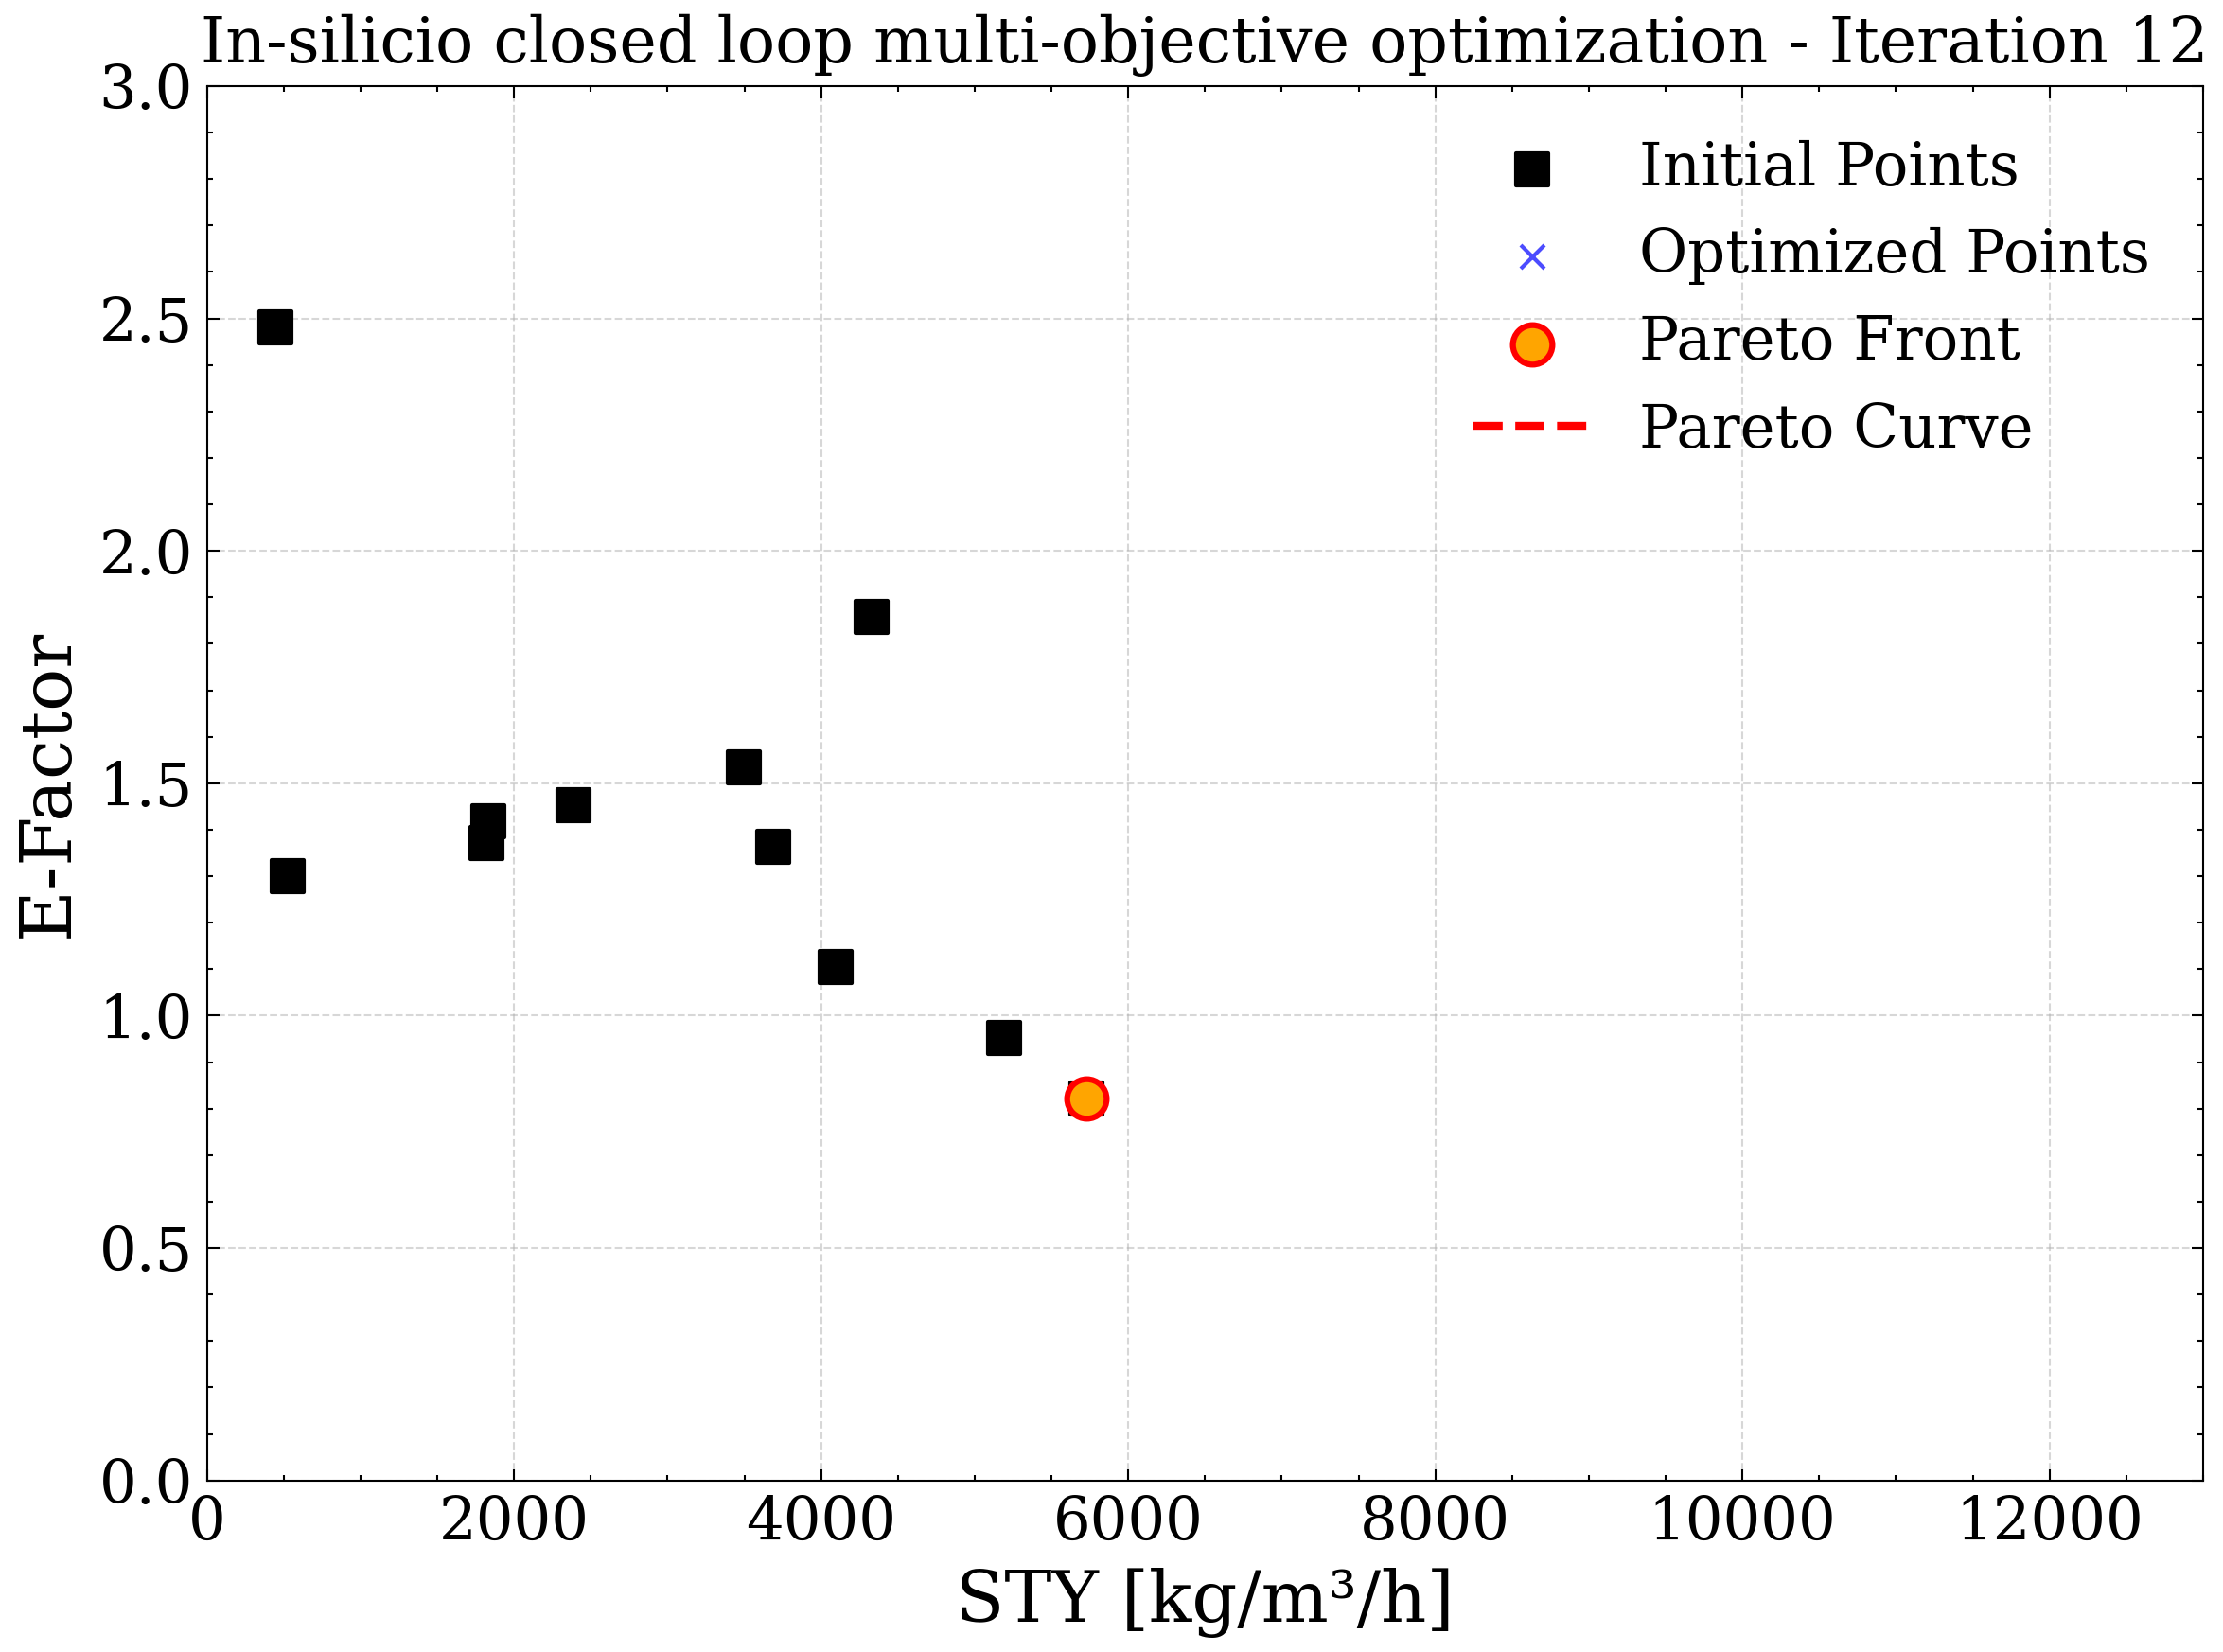 In-silicio closed loop multi-objective optimization - Iteration 12
3.0
2.5
2.0
1.5
1.0
0.5
0.0
E-Factor
Initial Points
Optimized Points
Pareto Front
Pareto Curve
0 2000 4000 6000 8000 10000 12000
STY [kg/m³/h]